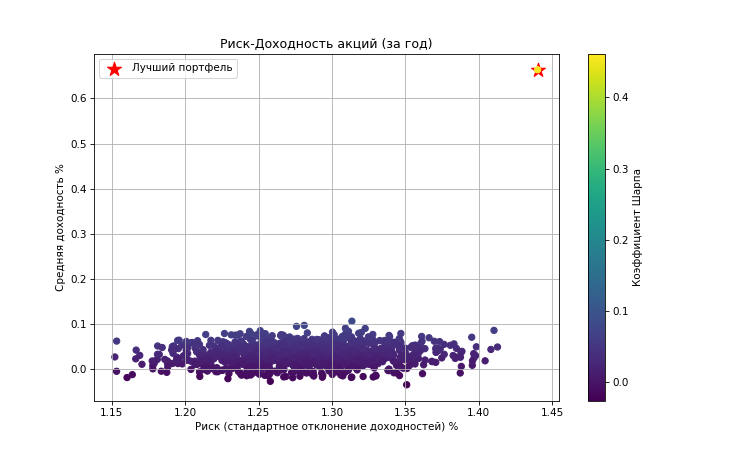 Риск-Доходность акций (за год)
Лучший портфель
Средняя доходность %
0.6
0.5
0.4
0.3
0.2
0.1
0.0
1.15 1.20 1.25 1.30 1.35 1.40 1.45
Риск (стандартное отклонение доходностей) %
0.4
0.3
0.2
0.1
0.0
Коэффициент Шарпа